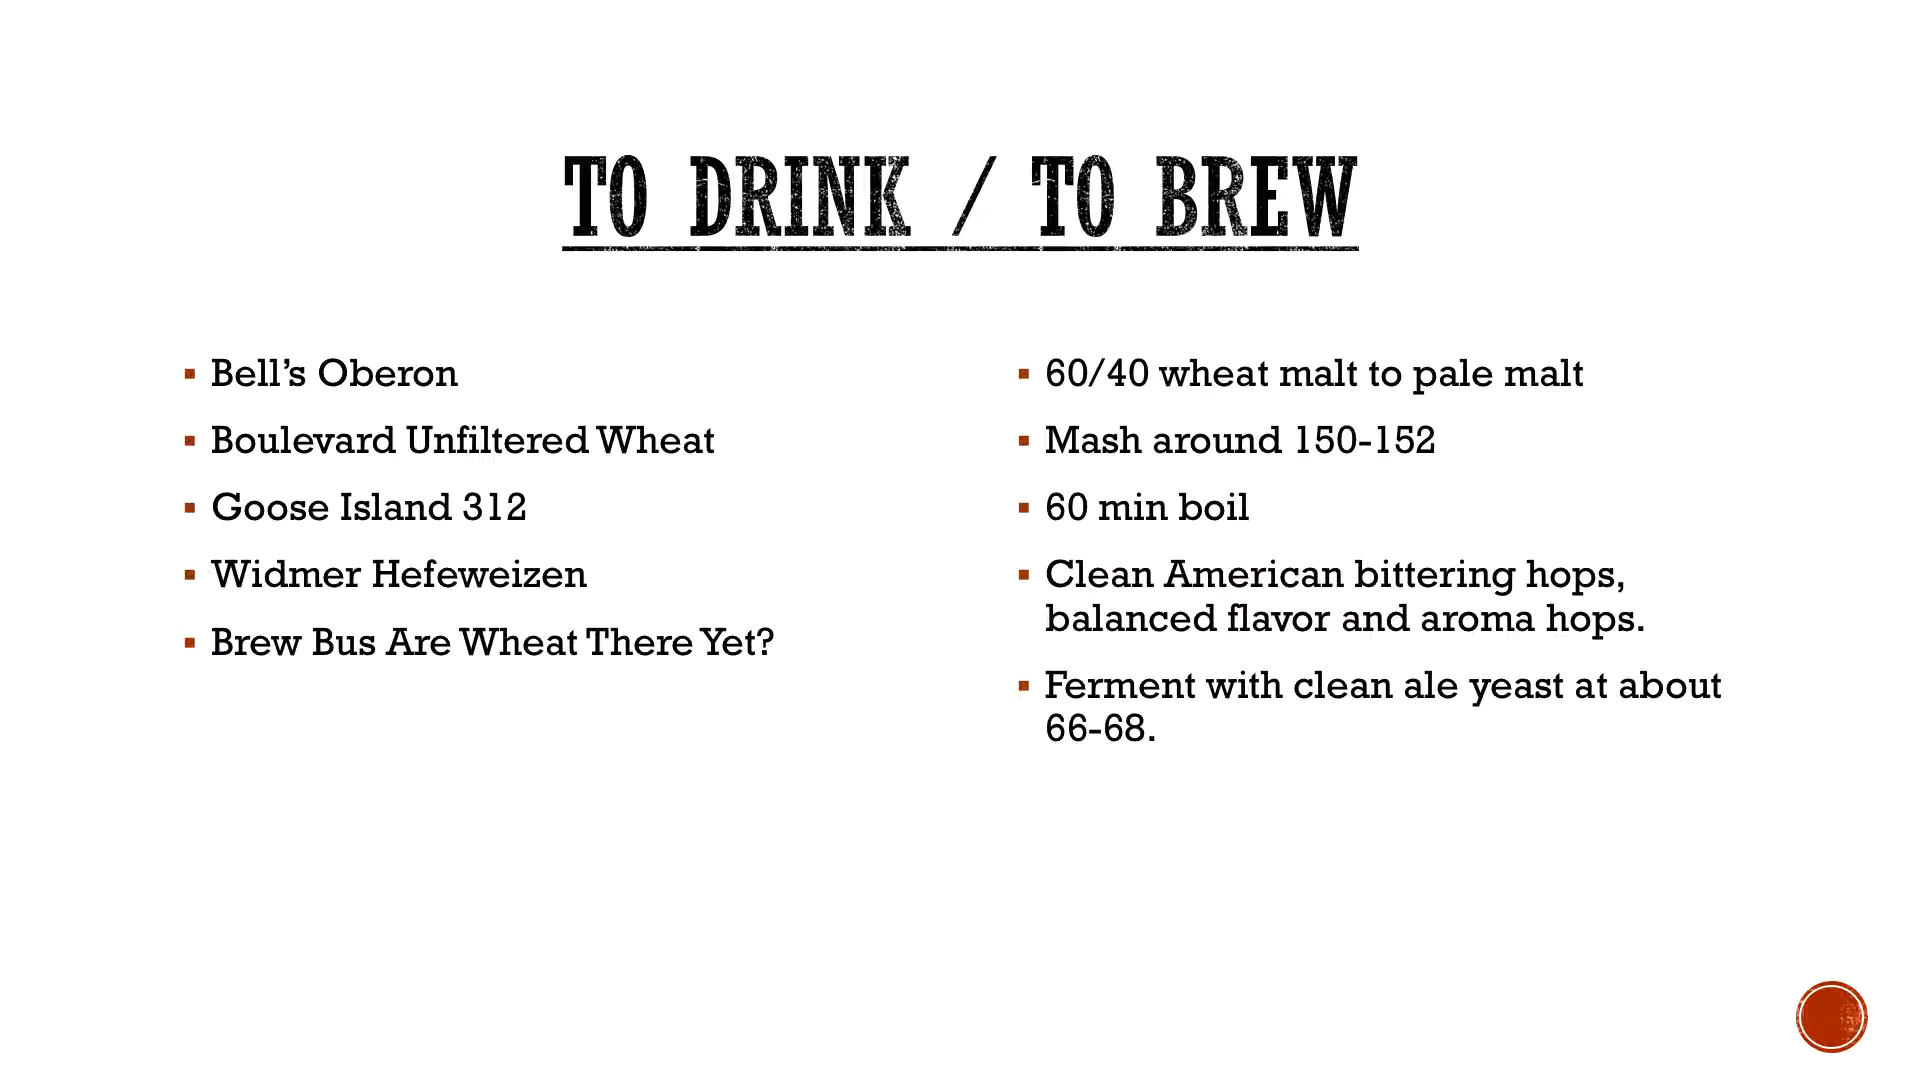 TO DRINK / TO BREW
Bell’s Oberon
Boulevard Unfiltered Wheat
Goose Island 312
Widmer Hefeweizen
Brew Bus Are Wheat There Yet?
60/40 wheat malt to pale malt
Mash around 150-152
60 min boil
Clean American bittering hops,
balanced flavor and aroma hops.
Ferment with clean ale yeast at about
66-68.